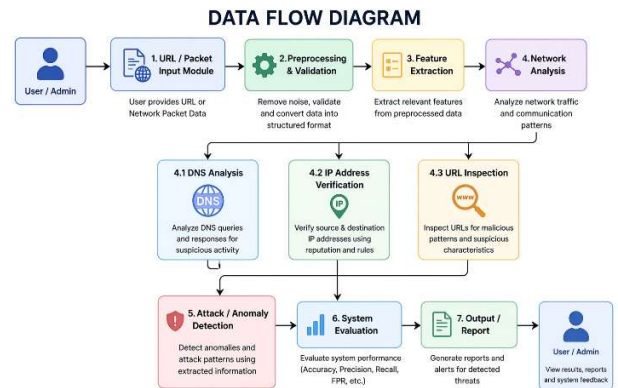 DATA FLOW DIAGRAM
User / Admin
1. URL / Packet
Input Module
User provides URL or
Network Packet Data
2. Preprocessing
& Validation
Remove noise, validate
and convert data into
structured format
3. Feature
Extraction
Extract relevant features
from preprocessed data
4. Network
Analysis
Analyze network traffic
and communication
patterns
4.1 DNS Analysis
DNS
Analyze DNS queries
and responses for
suspicious activity
4.2 IP Address
Verification
IP
Verify source & destination
IP addresses using
reputation and rules
4.3 URL Inspection
www
Inspect URLs for malicious
patterns and suspicious
characteristics
5. Attack / Anomaly
Detection
Detect anomalies and
attack patterns using
extracted information
6. System
Evaluation
Evaluate system performance
(Accuracy, Precision, Recall,
FPR, etc.)
7. Output /
Report
Generate reports and
alerts for detected
threats
User / Admin
View results, reports
and system feedback